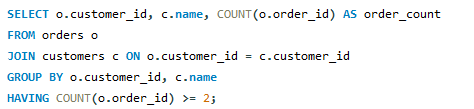 SELECT o.customer_id, c.name, COUNT(o.order_id) AS order_count
FROM orders o
JOIN customers c ON o.customer_id = c.customer_id
GROUP BY o.customer_id, c.name
HAVING COUNT(o.order_id) >= 2;